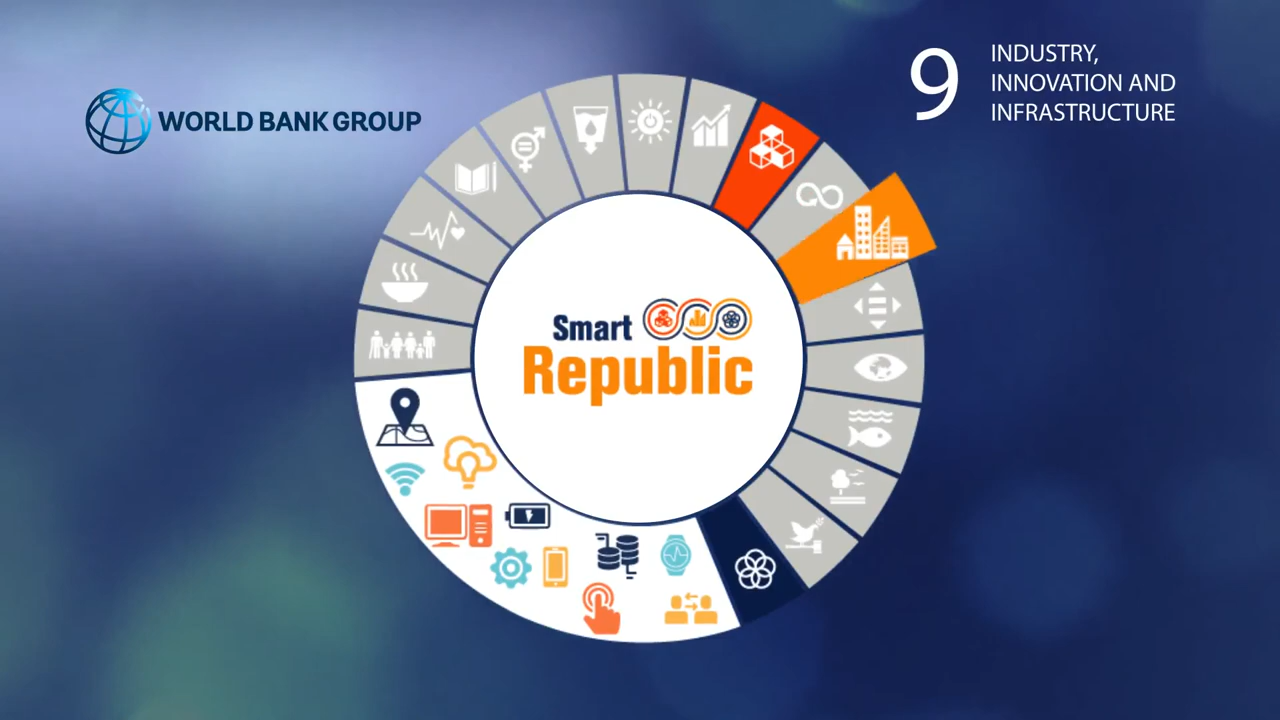 WORLD BANK GROUP
9
INDUSTRY,
INNOVATION AND
INFRASTRUCTURE
Smart
Republic